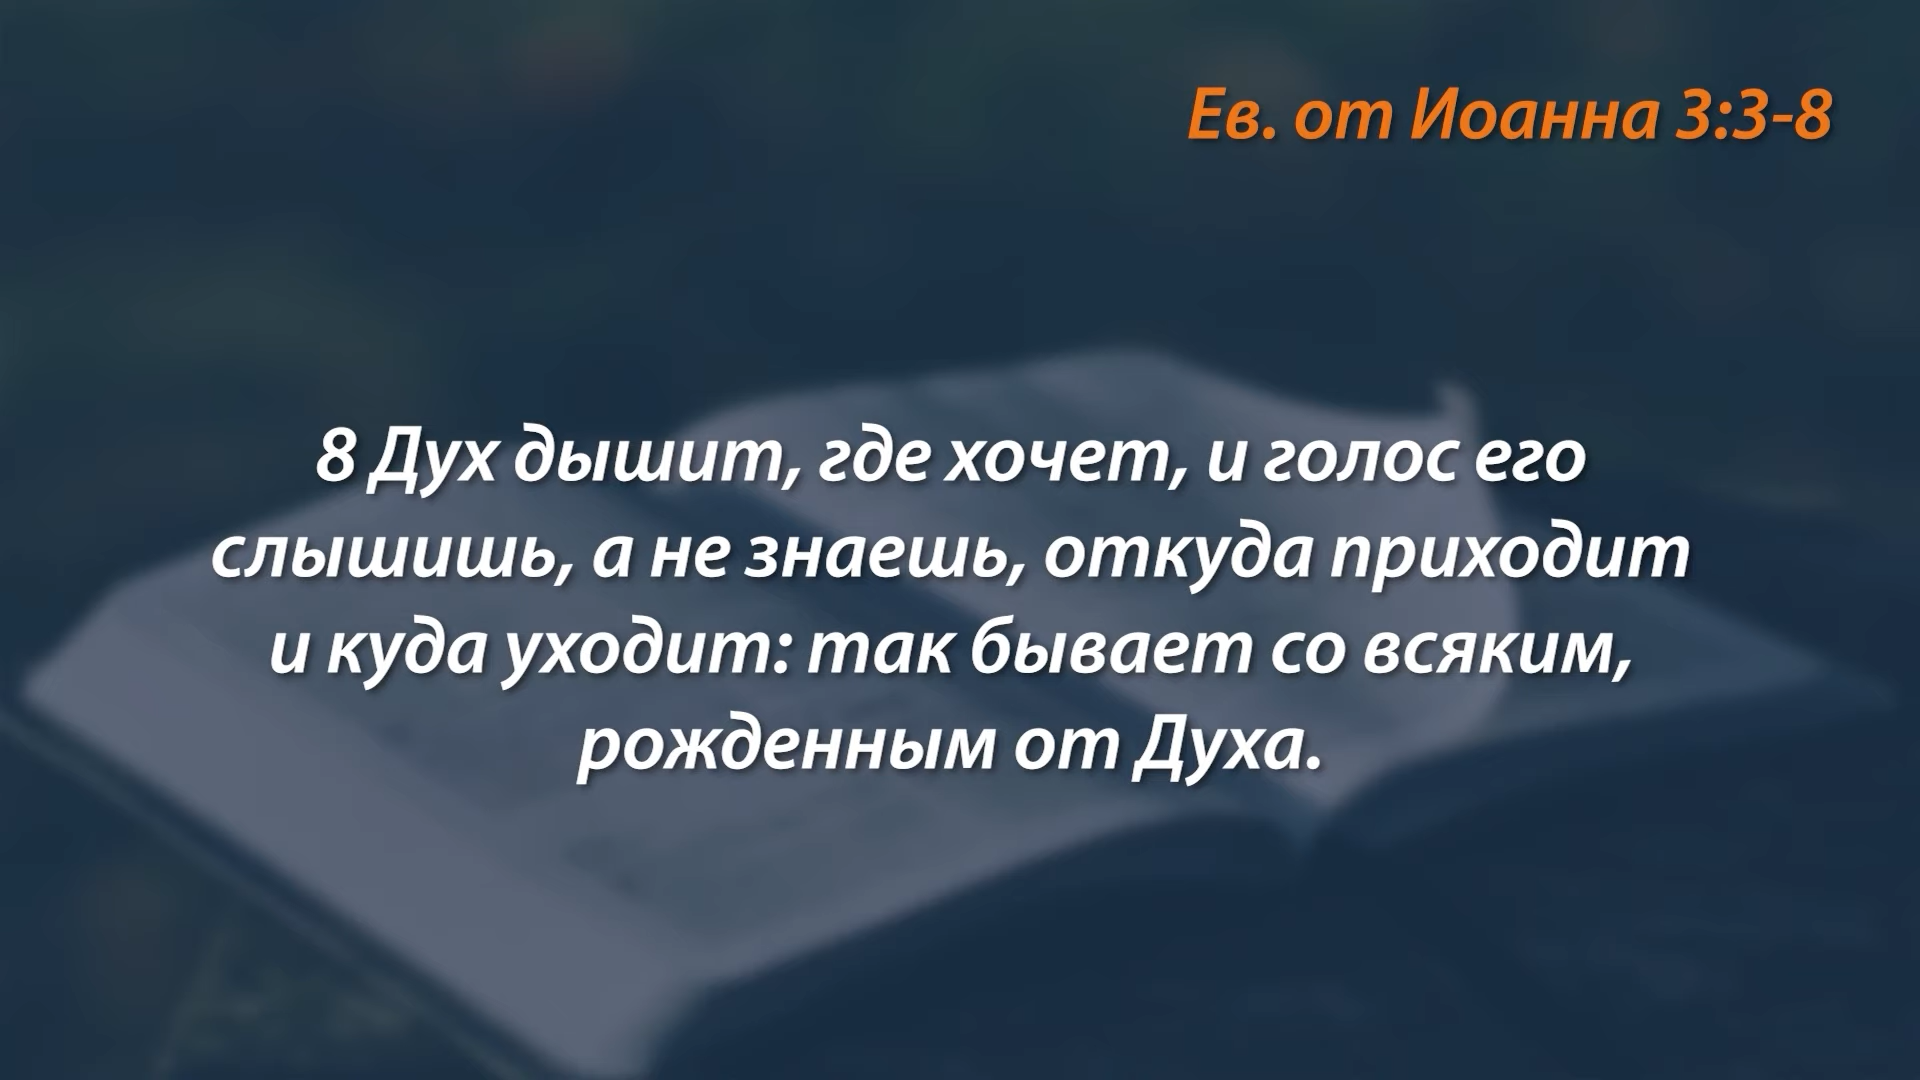 Ев. от Иоанна 3:3-8
8 Дух дышит, где хочет, и голос его
слышишь, а не знаешь, откуда приходит
и куда уходит: так бывает со всяким,
рожденным от Духа.